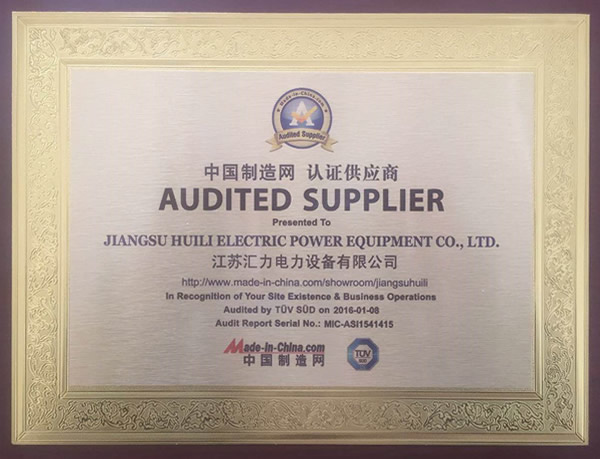 Made-in-China.com
Audited Supplier
中国制造网 认证供应商
AUDITED SUPPLIER
Presented To
JIANGSU HUILI ELECTRIC POWER EQUIPMENT CO., LTD.
江苏汇力电力设备有限公司
http://www.made-in-china.com/showroom/jiangsuhuili
In Recognition of Your Site Existence & Business Operations
Audited by TÜV SÜD on 2016-01-08
Audit Report Serial No.: MIC-ASI1541415
Made-in-China.com
中国制造网
TÜV
SÜD